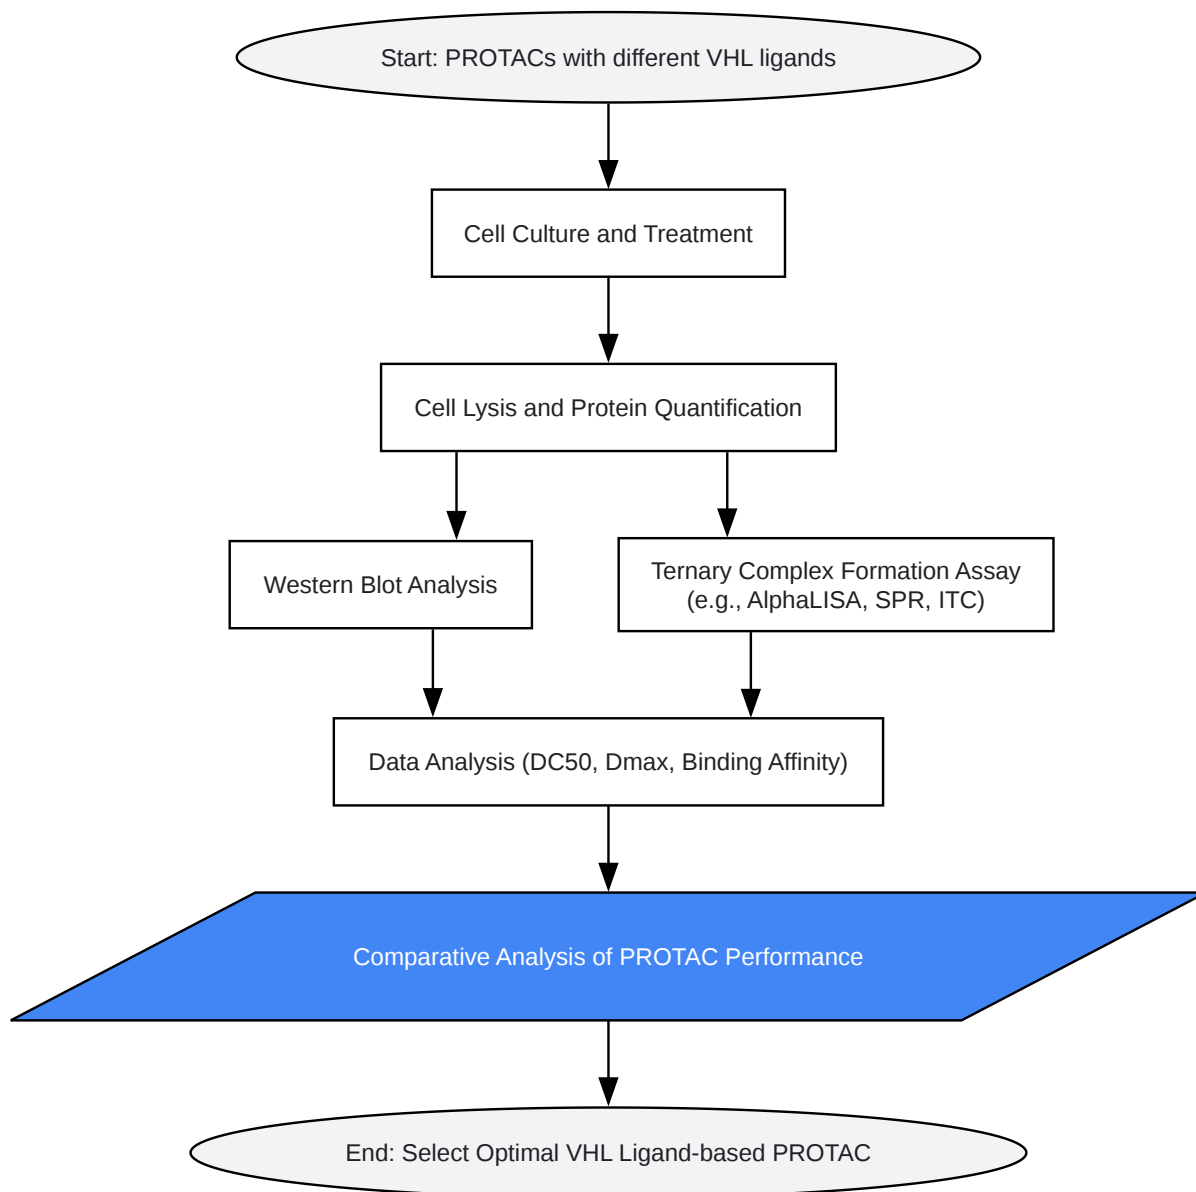 Start: PROTACs with different VHL ligands
Cell Culture and Treatment
Cell Lysis and Protein Quantification
Western Blot Analysis
Ternary Complex Formation Assay
(e.g., AlphaLISA, SPR, ITC)
Data Analysis (DC50, Dmax, Binding Affinity)
Comparative Analysis of PROTAC Performance
End: Select Optimal VHL Ligand-based PROTAC